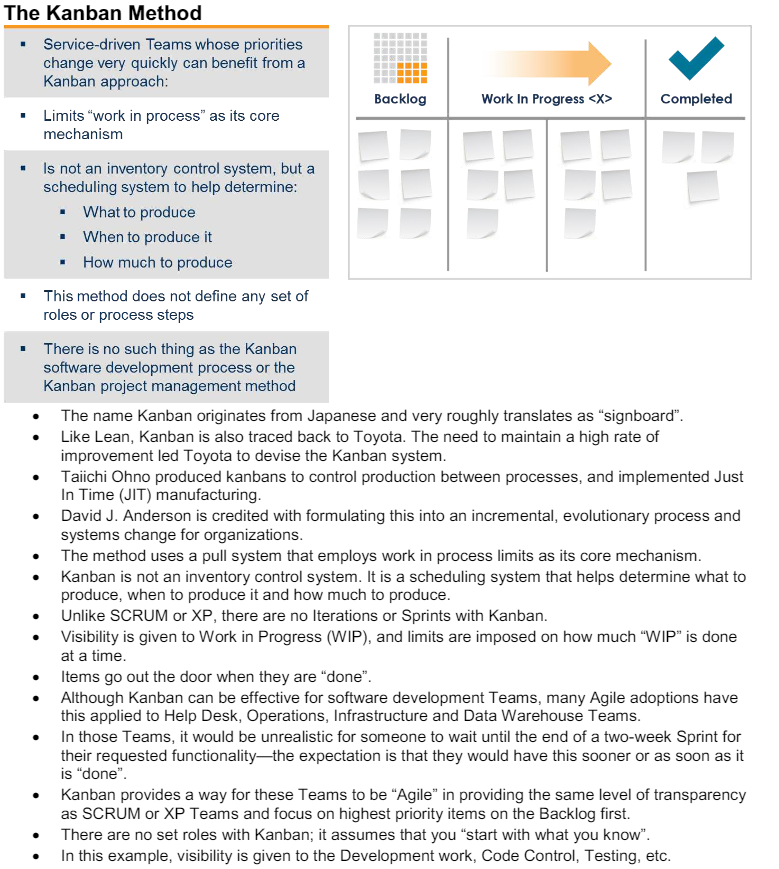 The Kanban Method
▪ Service-driven Teams whose priorities
change very quickly can benefit from a
Kanban approach:
▪ Limits “work in process” as its core
mechanism
▪ Is not an inventory control system, but a
scheduling system to help determine:
▪ What to produce
▪ When to produce it
▪ How much to produce
▪ This method does not define any set of
roles or process steps
▪ There is no such thing as the Kanban
software development process or the
Kanban project management method
Backlog
Work In Progress <X>
Completed
• The name Kanban originates from Japanese and very roughly translates as “signboard”.
• Like Lean, Kanban is also traced back to Toyota. The need to maintain a high rate of
improvement led Toyota to devise the Kanban system.
• Taiichi Ohno produced kanbans to control production between processes, and implemented Just
In Time (JIT) manufacturing.
• David J. Anderson is credited with formulating this into an incremental, evolutionary process and
systems change for organizations.
• The method uses a pull system that employs work in process limits as its core mechanism.
• Kanban is not an inventory control system. It is a scheduling system that helps determine what to
produce, when to produce it and how much to produce.
• Unlike SCRUM or XP, there are no Iterations or Sprints with Kanban.
• Visibility is given to Work in Progress (WIP), and limits are imposed on how much “WIP” is done
at a time.
• Items go out the door when they are “done”.
• Although Kanban can be effective for software development Teams, many Agile adoptions have
this applied to Help Desk, Operations, Infrastructure and Data Warehouse Teams.
• In those Teams, it would be unrealistic for someone to wait until the end of a two-week Sprint for
their requested functionality—the expectation is that they would have this sooner or as soon as it
is “done”.
• Kanban provides a way for these Teams to be “Agile” in providing the same level of transparency
as SCRUM or XP Teams and focus on highest priority items on the Backlog first.
• There are no set roles with Kanban; it assumes that you “start with what you know”.
• In this example, visibility is given to the Development work, Code Control, Testing, etc.